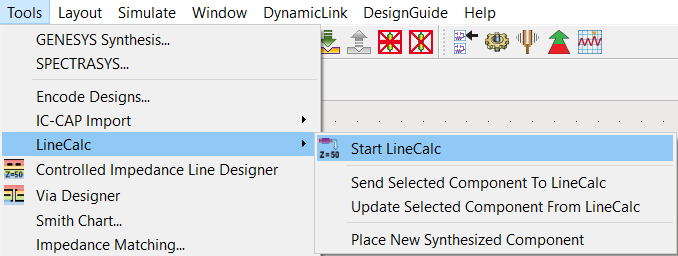 Tools Layout Simulate Window DynamicLink DesignGuide Help
GENESYS Synthesis...
SPECTRASYS...
Encode Designs...
IC-CAP Import
LineCalc
Start LineCalc
Z=50
Controlled Impedance Line Designer
Z=50
Send Selected Component To LineCalc
Via Designer
Update Selected Component From LineCalc
Smith Chart...
Impedance Matching...
Place New Synthesized Component